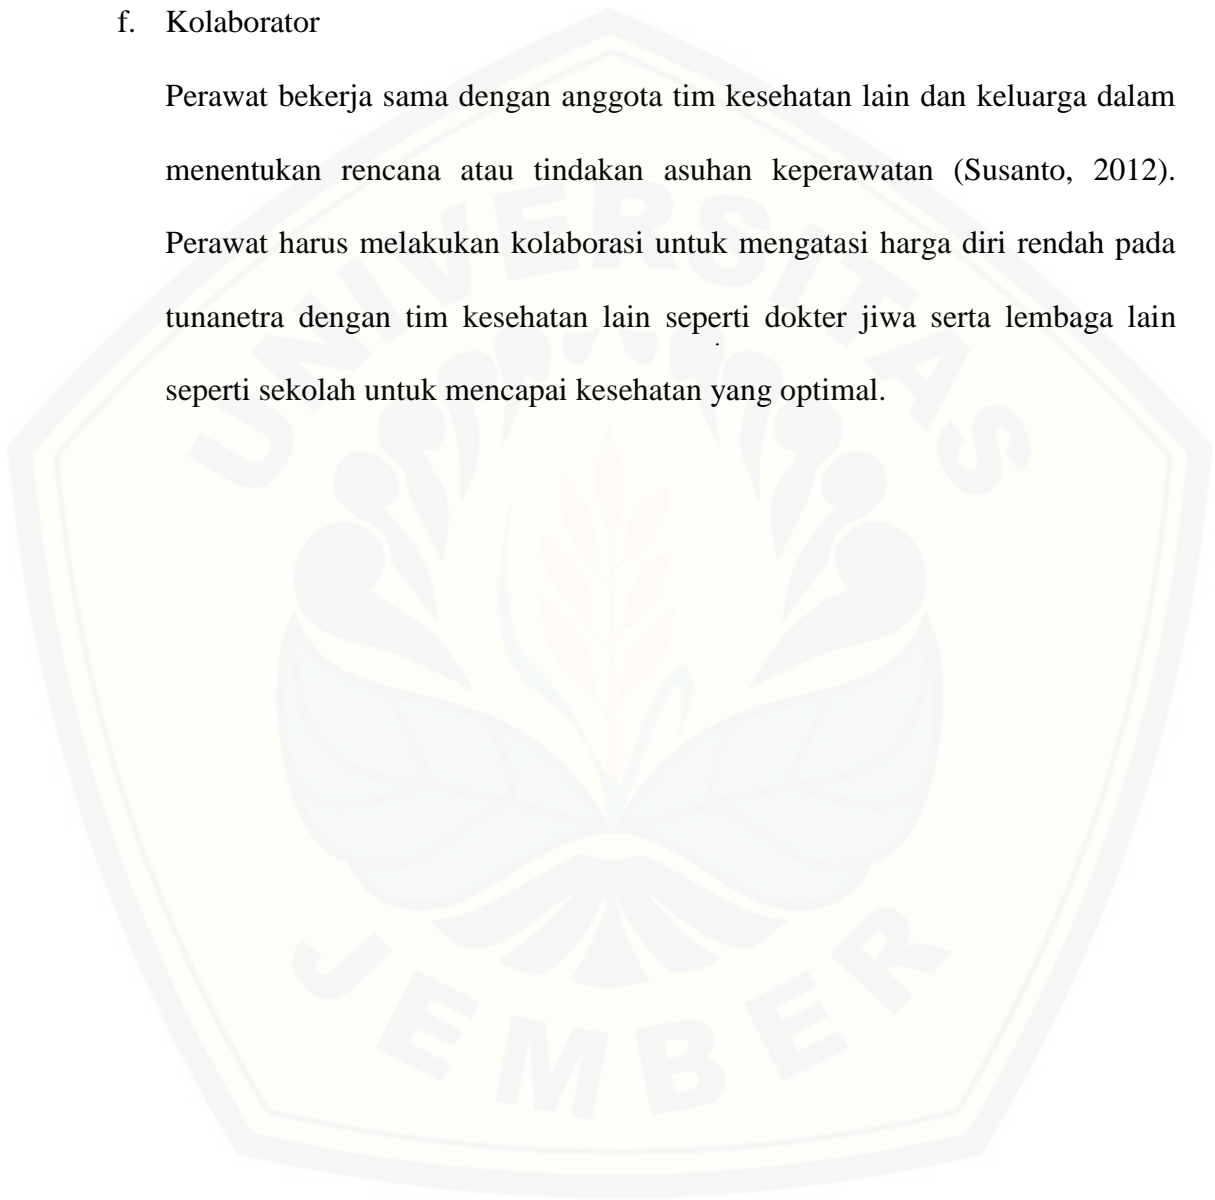 f. Kolaborator
Perawat bekerja sama dengan anggota tim kesehatan lain dan keluarga dalam
menentukan rencana atau tindakan asuhan keperawatan (Susanto, 2012).
Perawat harus melakukan kolaborasi untuk mengatasi harga diri rendah pada
tunanetra dengan tim kesehatan lain seperti dokter jiwa serta lembaga lain
seperti sekolah untuk mencapai kesehatan yang optimal.
UNIVERSITAS
JEMBER